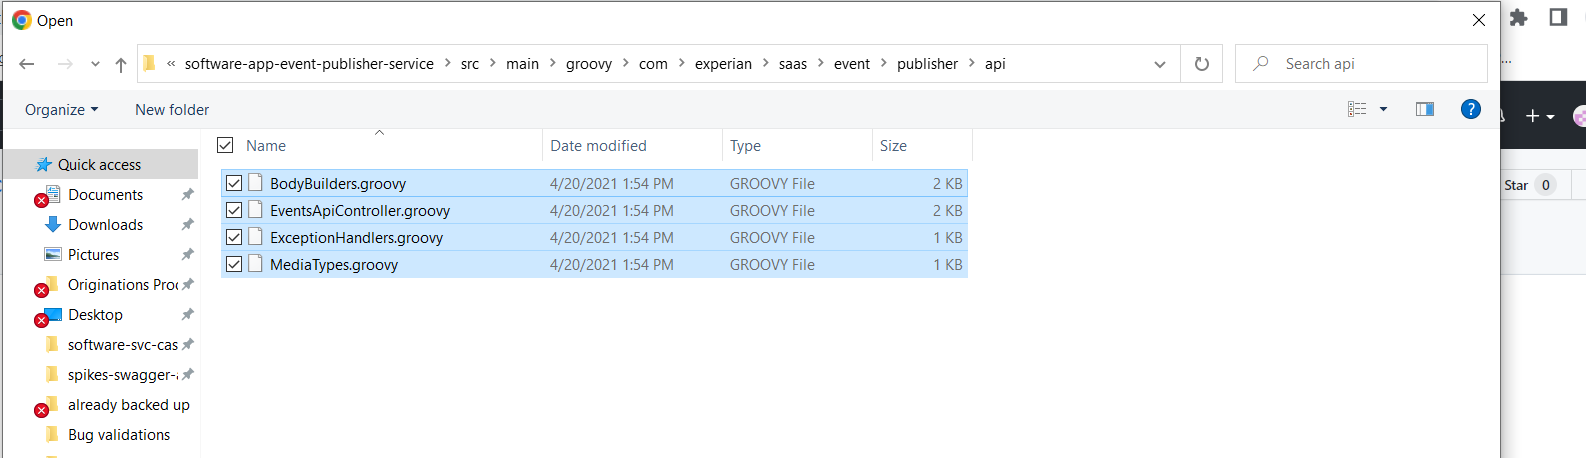 Open
« software-app-event-publisher-service > src > main > groovy > com > experian > saas > event > publisher > api
Search api
...
Organize
New folder
?
Name
Date modified
Type
Size
Quick access
Documents
Downloads
Pictures
Originations Proc
Desktop
software-svc-cas
spikes-swagger-a
already backed up
Bug validations
BodyBuilders.groovy 4/20/2021 1:54 PM GROOVY File 2 KB
EventsApiController.groovy 4/20/2021 1:54 PM GROOVY File 2 KB
ExceptionHandlers.groovy 4/20/2021 1:54 PM GROOVY File 1 KB
MediaTypes.groovy 4/20/2021 1:54 PM GROOVY File 1 KB
Star 0